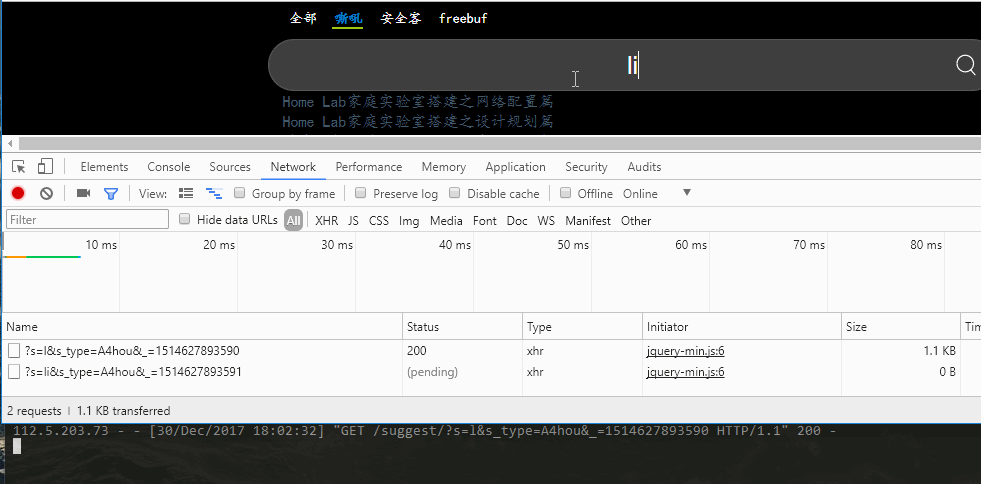 全部 嘶吼 安全客 freebuf
li
Home Lab家庭实验室搭建之网络配置篇
Home Lab家庭实验室搭建之设计规划篇
Elements Console Sources Network Performance Memory Application Security Audits
View: Group by frame Preserve log Disable cache Offline Online
Filter Hide data URLs All XHR JS CSS Img Media Font Doc WS Manifest Other
10 ms 20 ms 30 ms 40 ms 50 ms 60 ms 70 ms 80 ms
Name Status Type Initiator Size Tim
?s=l&s_type=A4hou&_=1514627893590 200 xhr jquery-min.js:6 1.1 KB
?s=li&s_type=A4hou&_=1514627893591 (pending) xhr jquery-min.js:6 0 B
2 requests | 1.1 KB transferred
112.5.203.73 - - [30/Dec/2017 18:02:32] "GET /suggest/?s=l&s_type=A4hou&_=1514627893590 HTTP/1.1" 200 -